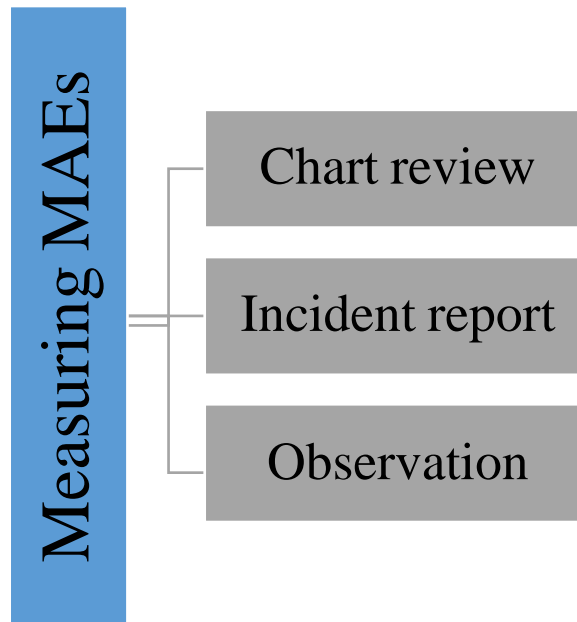 Measuring MAEs
Chart review
Incident report
Observation